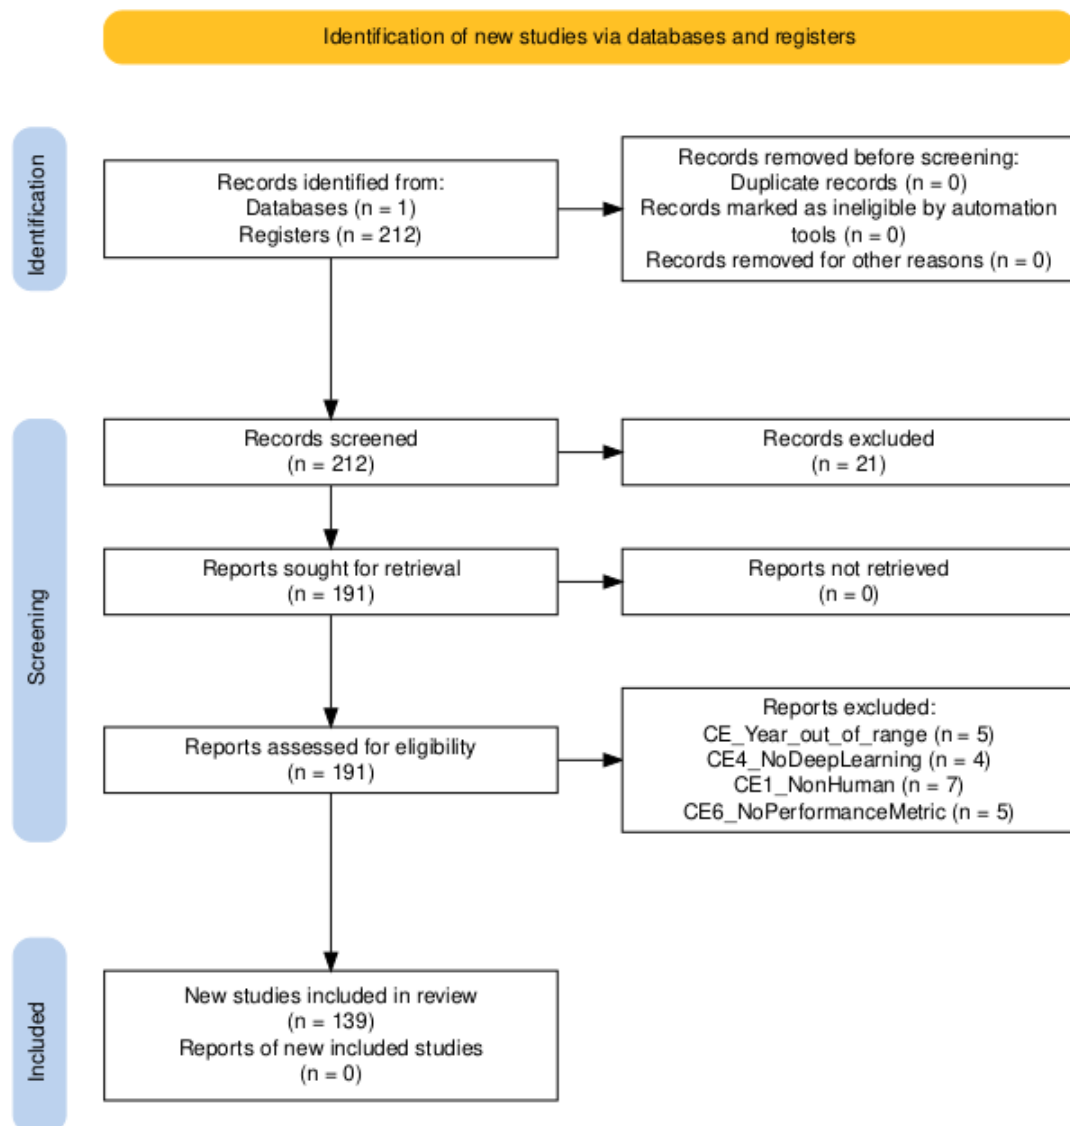 Identification of new studies via databases and registers
Identification
Records identified from:
Databases (n = 1)
Registers (n = 212)
Records removed before screening:
Duplicate records (n = 0)
Records marked as ineligible by automation
tools (n = 0)
Records removed for other reasons (n = 0)
Screening
Records screened
(n = 212)
Records excluded
(n = 21)
Reports sought for retrieval
(n = 191)
Reports not retrieved
(n = 0)
Reports assessed for eligibility
(n = 191)
Reports excluded:
CE_Year_out_of_range (n = 5)
CE4_NoDeepLearning (n = 4)
CE1_NonHuman (n = 7)
CE6_NoPerformanceMetric (n = 5)
Included
New studies included in review
(n = 139)
Reports of new included studies
(n = 0)